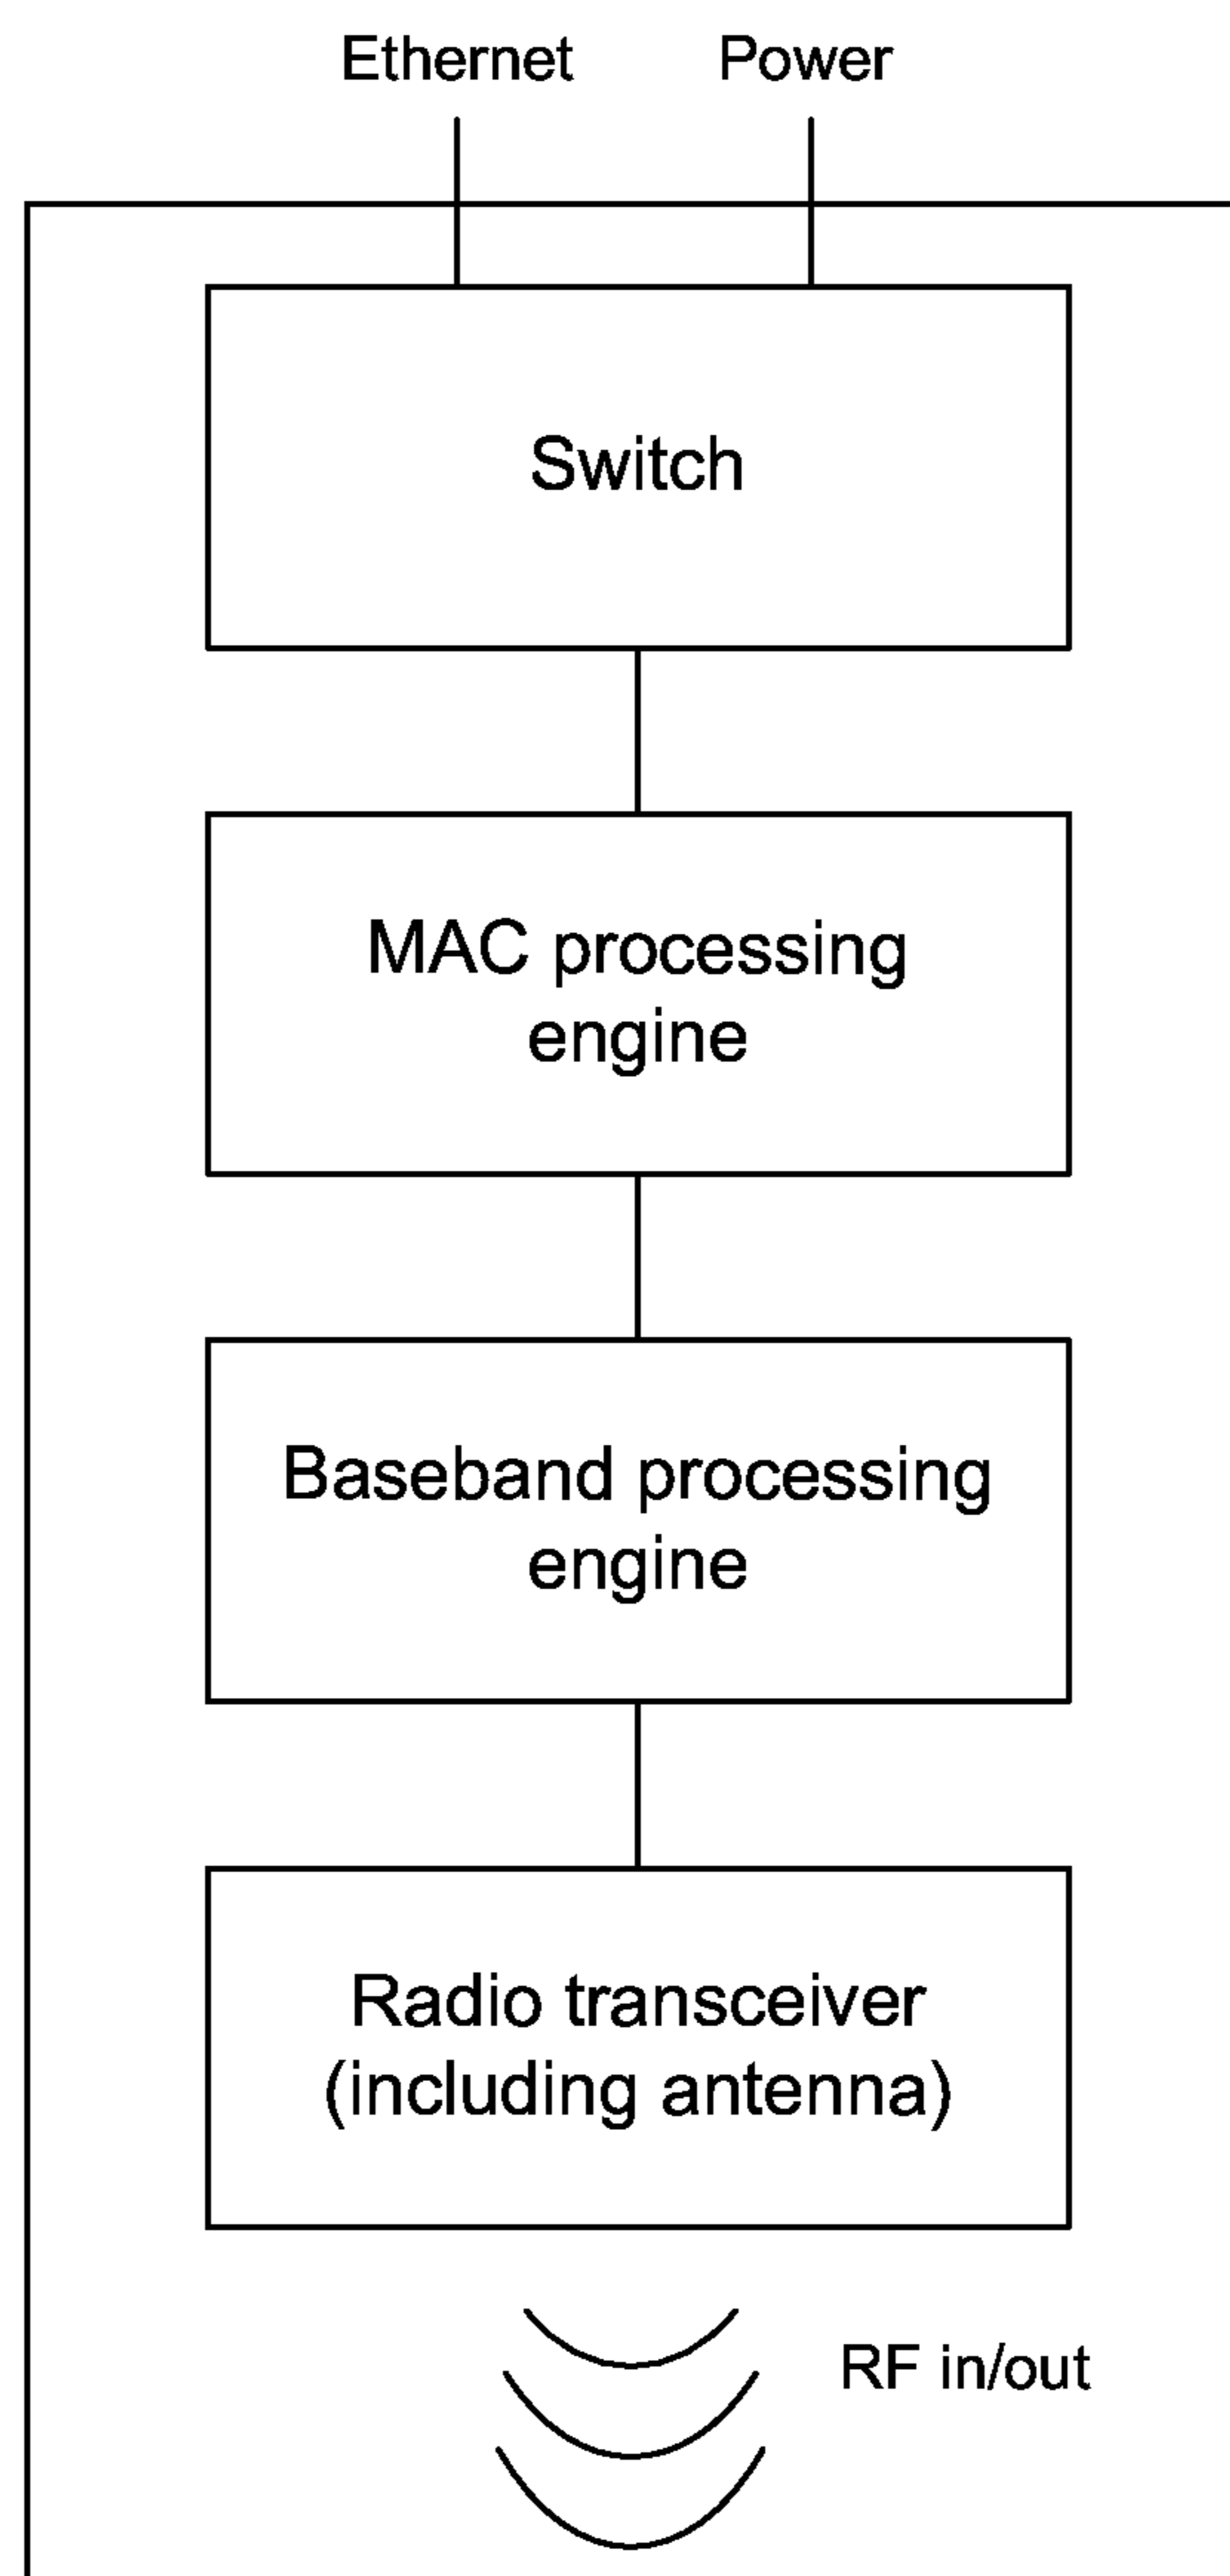 Ethernet Power
Switch
MAC processing
engine
Baseband processing
engine
Radio transceiver
(including antenna)
RF in/out